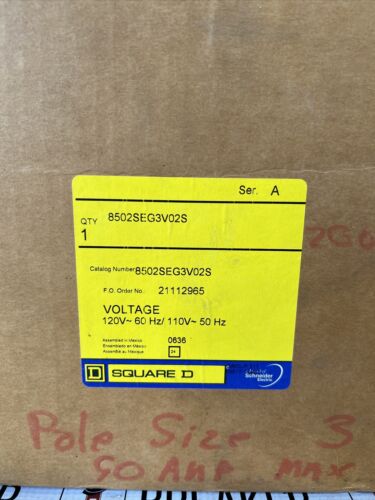 Ser. A
QTY 8502SEG3V02S
1
Catalog Number 8502SEG3V02S
F.O. Order No. 21112965
VOLTAGE
120V~ 60 Hz/ 110V~ 50 Hz
Assembled in Mexico 0636
Ensamblado en México
Assemblé au Mexique 24
D SQUARE D
Schneider
Electric
Pole Size 3
90 AMP MAX